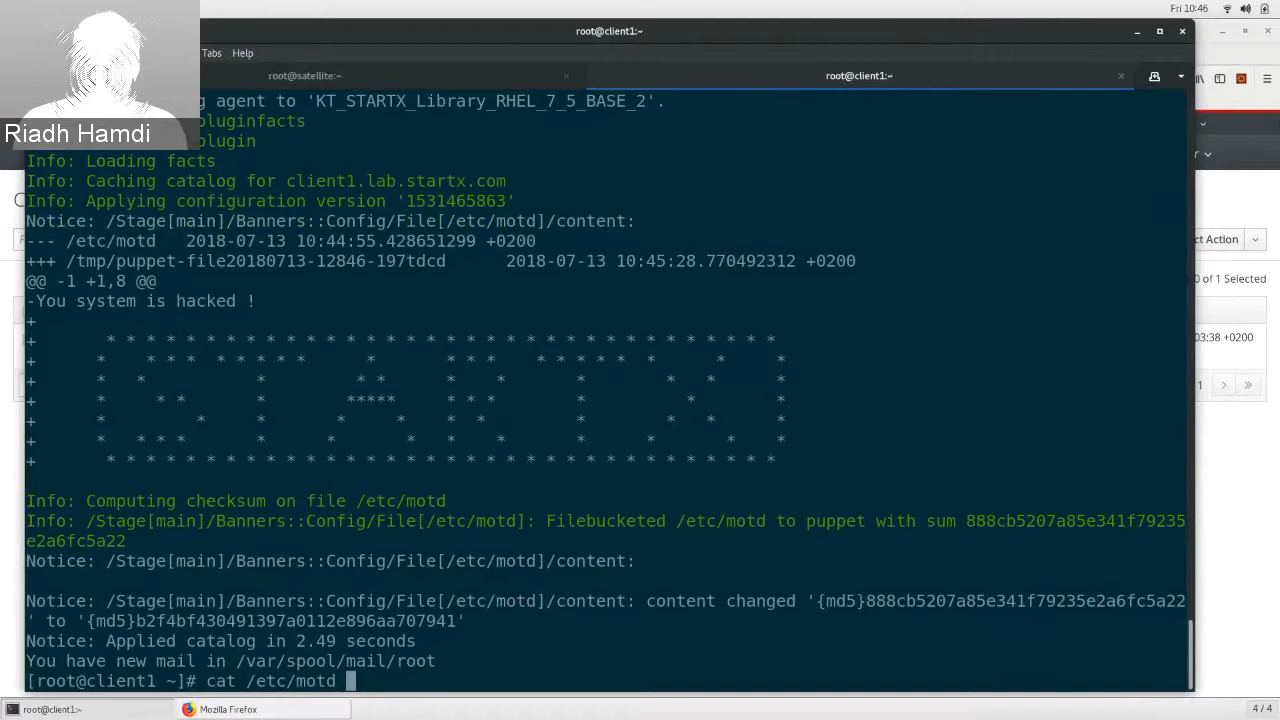 Fri 10:46
root@client1:~
Tabs Help
root@satellite:~ root@client1:~
g agent to 'KT_STARTX_Library_RHEL_7_5_BASE_2'.
pluginfacts
plugin
Riadh Hamdi
Info: Loading facts
Info: Caching catalog for client1.lab.startx.com
Info: Applying configuration version '1531465863'
Notice: /Stage[main]/Banners::Config/File[/etc/motd]/content:
--- /etc/motd 2018-07-13 10:44:55.428651299 +0200
ct Action
+++ /tmp/puppet-file20180713-12846-197tdcd 2018-07-13 10:45:28.770492312 +0200
@@ -1 +1,8 @@
0 of 1 Selected
-You system is hacked !
+
+ * * * * * * * * * * * * * * * * * * * * * * * * * * * * * * * * * *
03:38 +0200
+ * * * * * * * * * * * * * * * * * * * *
+ * * * * * * * * * * *
1
+ * * * * ***** * * * * * *
+ * * * * * * * * * * *
+ * * * * * * * * * * * * *
+ * * * * * * * * * * * * * * * * * * * * * * * * * * * * * * * * * *
Info: Computing checksum on file /etc/motd
Info: /Stage[main]/Banners::Config/File[/etc/motd]: Filebucketed /etc/motd to puppet with sum 888cb5207a85e341f79235
e2a6fc5a22
Notice: /Stage[main]/Banners::Config/File[/etc/motd]/content:
Notice: /Stage[main]/Banners::Config/File[/etc/motd]/content: content changed '{md5}888cb5207a85e341f79235e2a6fc5a22
' to '{md5}b2f4bf430491397a0112e896aa707941'
Notice: Applied catalog in 2.49 seconds
You have new mail in /var/spool/mail/root
[root@client1 ~]# cat /etc/motd
root@client1:~ Mozilla Firefox 4 / 4